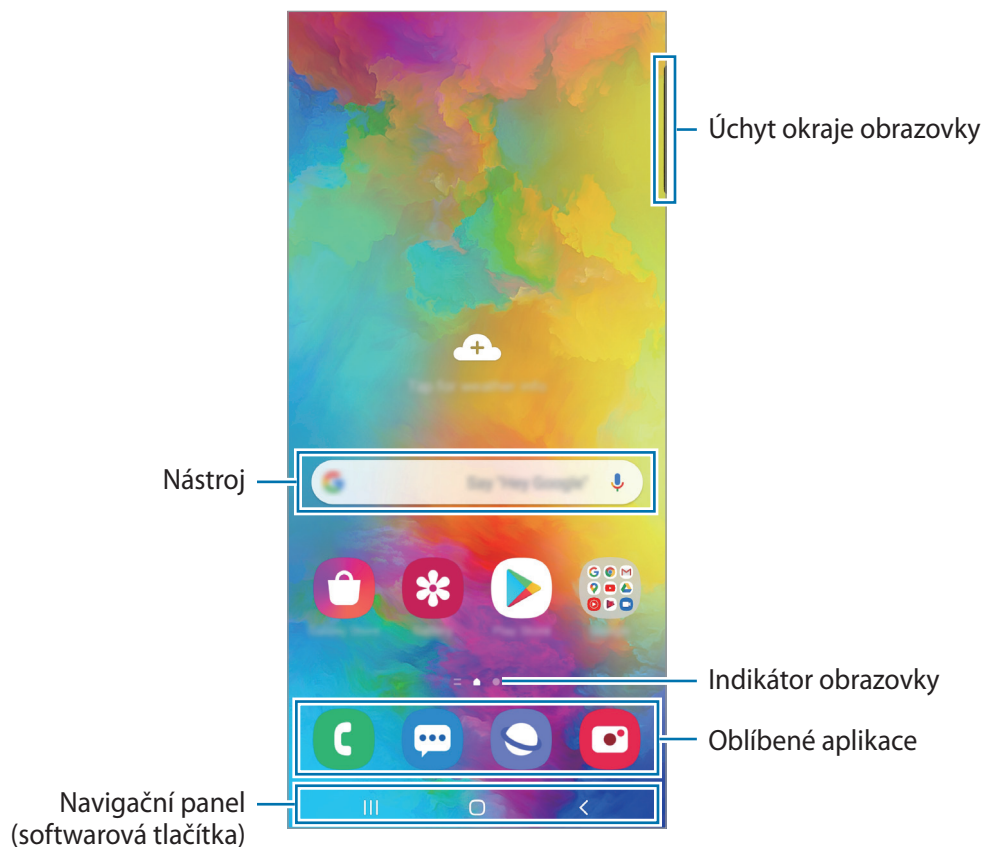 Úchyt okraje obrazovky
Nástroj
Say "Hey Google"
Indikátor obrazovky
Oblíbené aplikace
Navigační panel
(softwarová tlačítka)